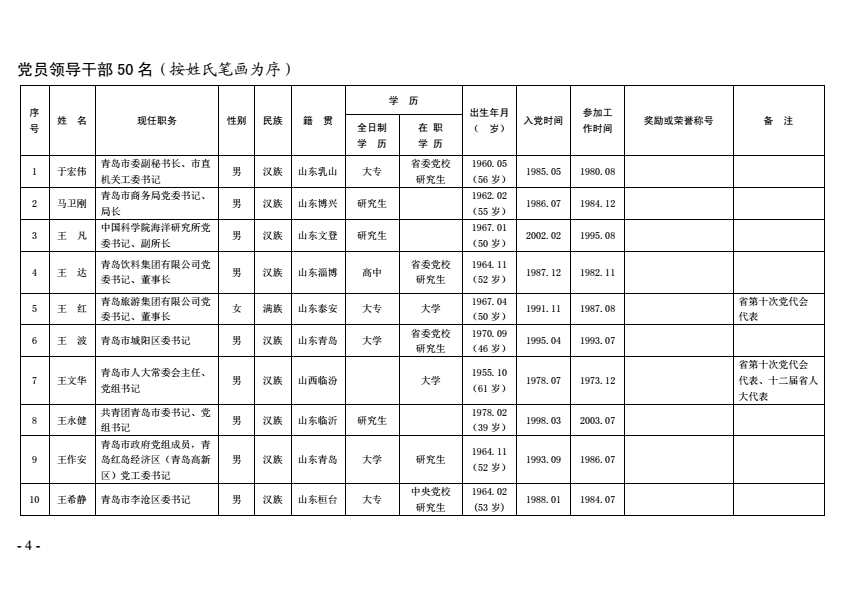 党员领导干部 50 名（按姓氏笔画为序）
序号 姓 名 现任职务 性别 民族 籍 贯 学 历 出生年月（ 岁） 入党时间 参加工作时间 奖励或荣誉称号 备 注
全日制学 历 在 职学 历
1 于宏伟 青岛市委副秘书长、市直机关工委书记 男 汉族 山东乳山 大专 省委党校研究生 1960.05（56 岁） 1985.05 1980.08
2 马卫刚 青岛市商务局党委书记、局长 男 汉族 山东博兴 研究生 1962.02（55 岁） 1986.07 1984.12
3 王 凡 中国科学院海洋研究所党委书记、副所长 男 汉族 山东文登 研究生 1967.01（50 岁） 2002.02 1995.08
4 王 达 青岛饮料集团有限公司党委书记、董事长 男 汉族 山东淄博 高中 省委党校研究生 1964.11（52 岁） 1987.12 1982.11
5 王 红 青岛旅游集团有限公司党委书记、董事长 女 满族 山东泰安 大专 大学 1967.04（50 岁） 1991.11 1987.08 省第十次党代会代表
6 王 波 青岛市城阳区委书记 男 汉族 山东青岛 大学 省委党校研究生 1970.09（46 岁） 1995.04 1993.07
7 王文华 青岛市人大常委会主任、党组书记 男 汉族 山西临汾 大学 1955.10（61 岁） 1978.07 1973.12 省第十次党代会代表、十二届省人大代表
8 王永健 共青团青岛市委书记、党组书记 男 汉族 山东临沂 研究生 1978.02（39 岁） 1998.03 2003.07
9 王作安 青岛市政府党组成员，青岛红岛经济区（青岛高新区）党工委书记 男 汉族 山东青岛 大学 研究生 1964.11（52 岁） 1993.09 1986.07
10 王希静 青岛市李沧区委书记 男 汉族 山东桓台 大专 中央党校研究生 1964.02（53 岁） 1988.01 1984.07
- 4 -